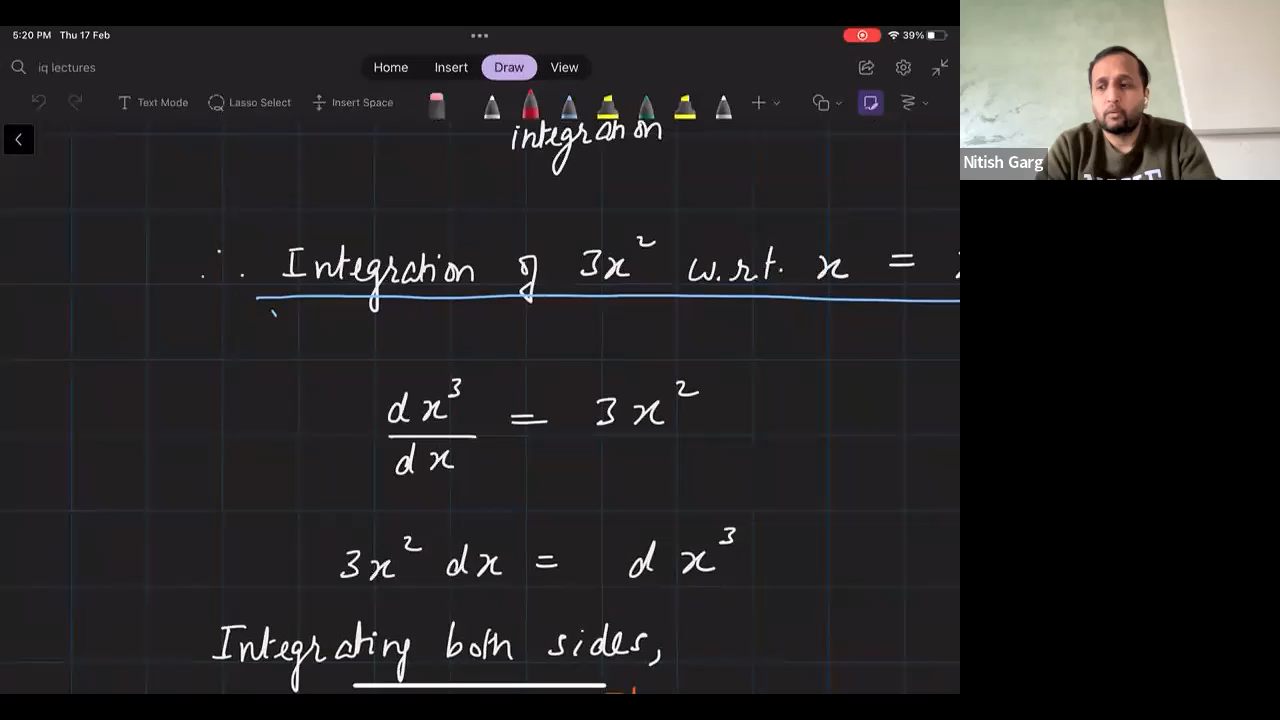 5:20 PM Thu 17 Feb
39%
iq lectures
Home Insert Draw View
Text Mode Lasso Select Insert Space
integration
Nitish Garg
∴ Integration of 3x² w.r.t. x =
dx³/dx = 3x²
3x² dx = d x³
Integrating both sides,